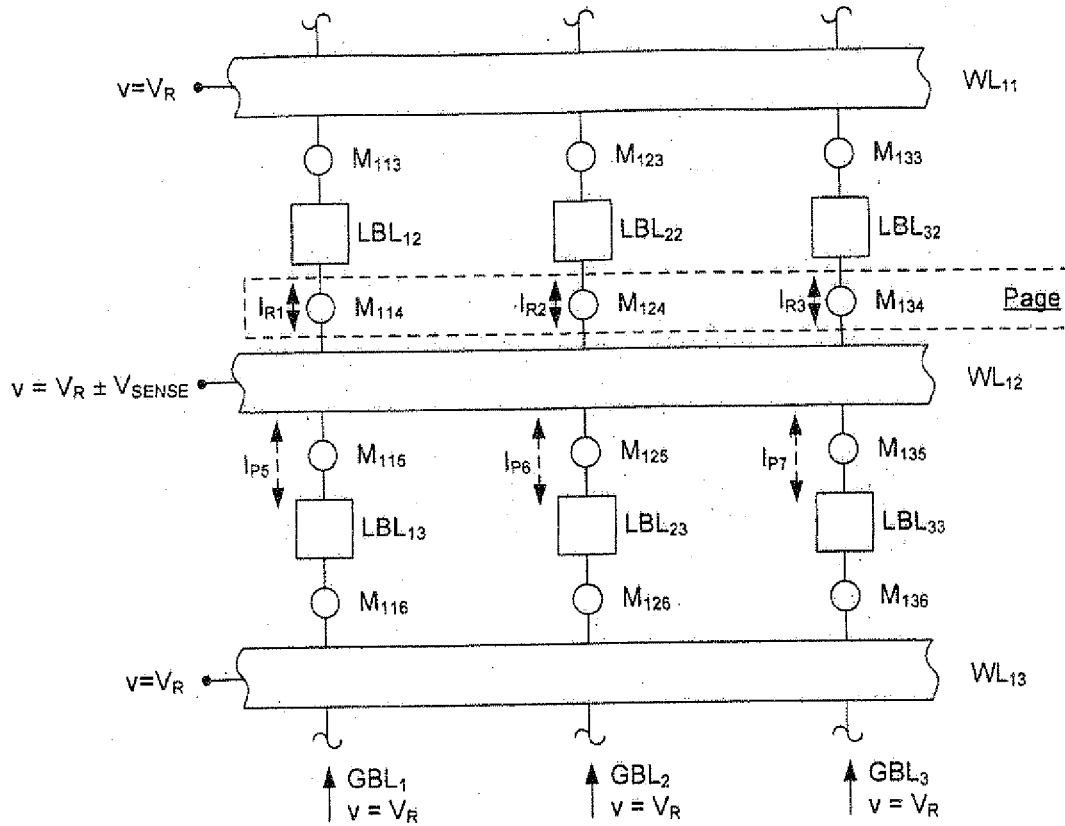 v=V_R
WL_11
M_113 M_123 M_133
LBL_12 LBL_22 LBL_32
I_R1 M_114 I_R2 M_124 I_R3 M_134 Page
v = V_R ± V_SENSE
WL_12
I_P5 M_115 I_P6 M_125 I_P7 M_135
LBL_13 LBL_23 LBL_33
M_116 M_126 M_136
v=V_R
WL_13
GBL_1 GBL_2 GBL_3
v = V_R v = V_R v = V_R